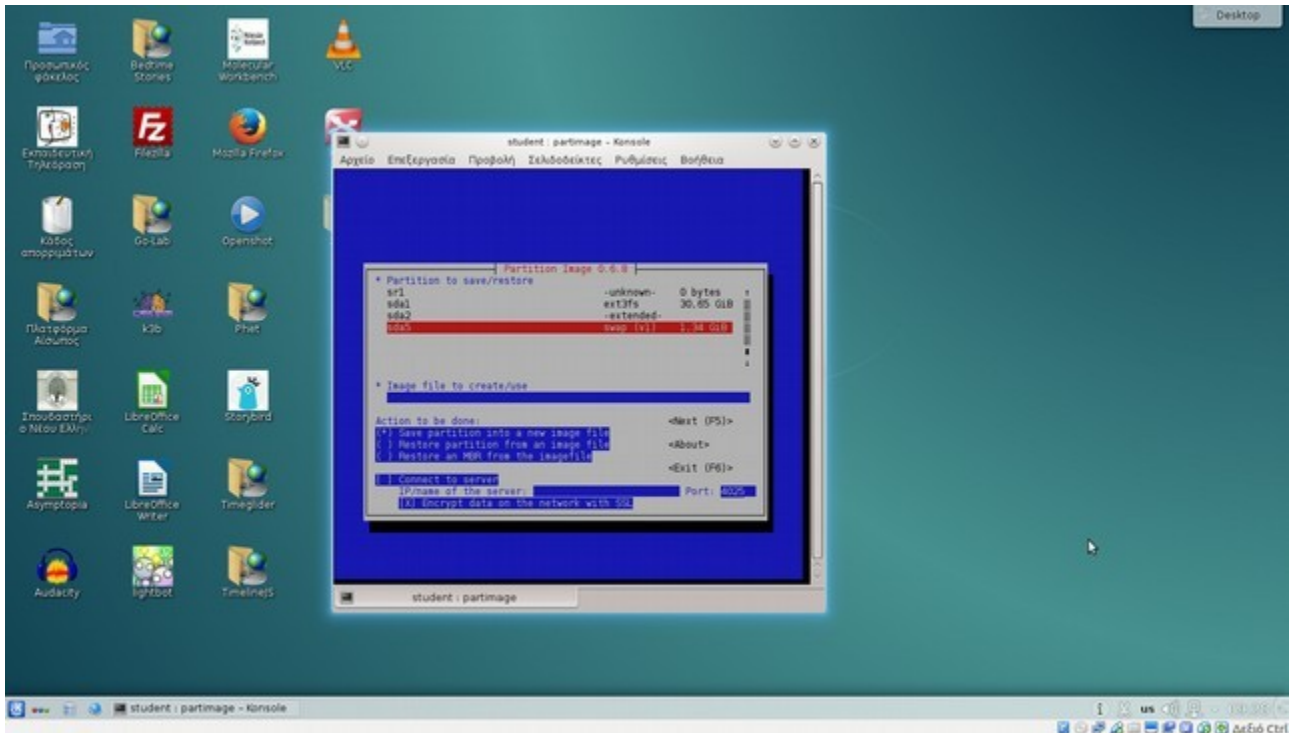 Desktop
Προσωπικός φάκελος
Bedtime Stories
Molecular Workbench
VLC
Εκπαιδευτική Τηλεόραση
Filezilla
Mozilla Firefox
Κάδος απορριμάτων
Go-Lab
Openshot
Πλατφόρμα Αίσωπος
k3b
Phet
Σπουδαστήρι ο Νέου Ελλην
LibreOffice Calc
Storybird
Asymptopia
LibreOffice Writer
Timeglider
Audacity
lightbot
TimelineJS
student : partimage – Konsole
Αρχείο Επεξεργασία Προβολή Σελιδοδείκτες Ρυθμίσεις Βοήθεια
Partition Image 0.6.8
* Partition to save/restore
sr1 -unknown- 0 bytes
sda1 ext3fs 30.65 GiB
sda2 -extended-
sda5 swap (v1) 1.34 GiB
* Image file to create/use
Action to be done: <Next (F5)>
(*) Save partition into a new image file
( ) Restore partition from an image file <About>
( ) Restore an MBR from the imagefile
<Exit (F6)>
[ ] Connect to server
IP/name of the server: Port: 4025
[X] Encrypt data on the network with SSL
student : partimage
student : partimage – Konsole
us
Δεξιό Ctrl